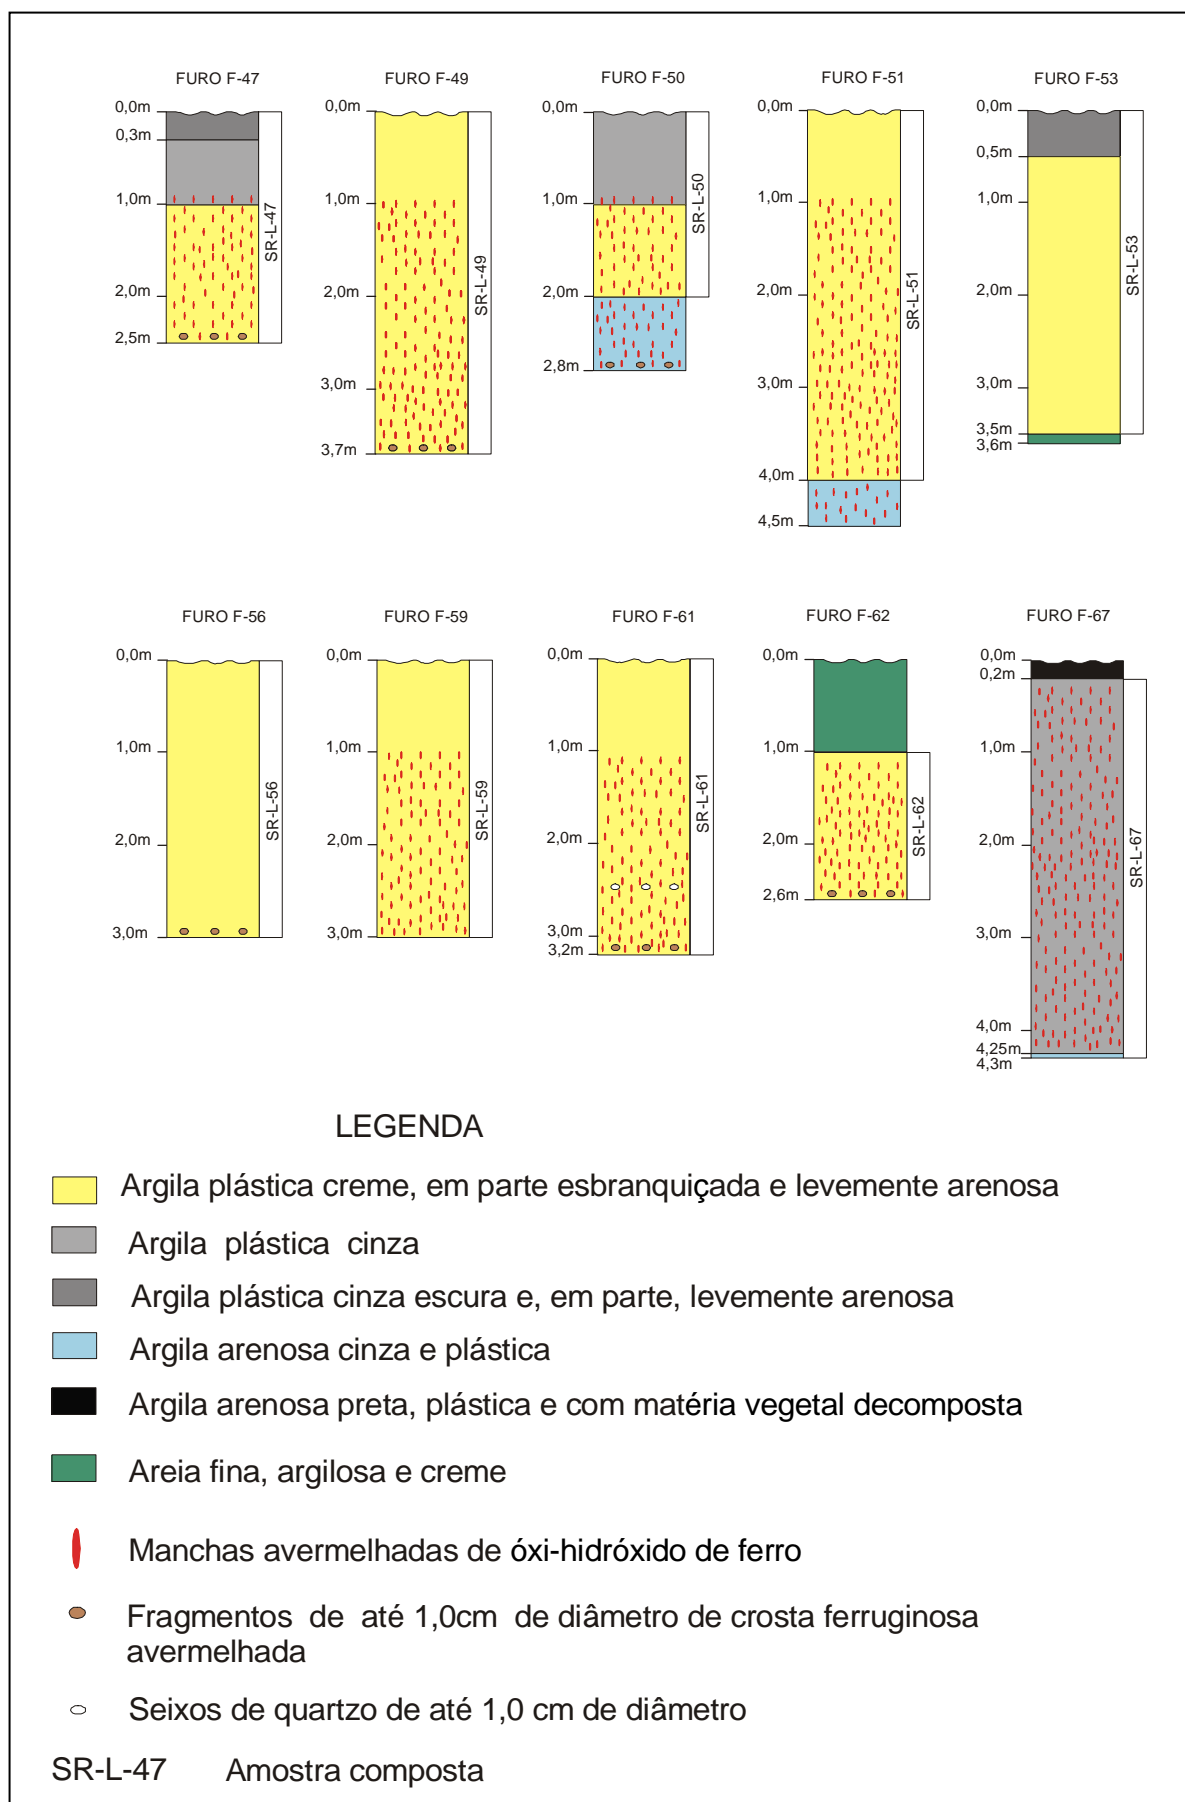 FURO F-47
0,0m
0,3m
1,0m
2,0m
2,5m
SR-L-47
FURO F-49
0,0m
1,0m
2,0m
3,0m
3,7m
SR-L-49
FURO F-50
0,0m
1,0m
2,0m
2,8m
SR-L-50
FURO F-51
0,0m
1,0m
2,0m
3,0m
4,0m
4,5m
SR-L-51
FURO F-53
0,0m
0,5m
1,0m
2,0m
3,0m
3,5m
3,6m
SR-L-53
FURO F-56
0,0m
1,0m
2,0m
3,0m
SR-L-56
FURO F-59
0,0m
1,0m
2,0m
3,0m
SR-L-59
FURO F-61
0,0m
1,0m
2,0m
3,0m
3,2m
SR-L-61
FURO F-62
0,0m
1,0m
2,0m
2,6m
SR-L-62
FURO F-67
0,0m
0,2m
1,0m
2,0m
3,0m
4,0m
4,25m
4,3m
SR-L-67
LEGENDA
Argila plástica creme, em parte esbranquiçada e levemente arenosa
Argila plástica cinza
Argila plástica cinza escura e, em parte, levemente arenosa
Argila arenosa cinza e plástica
Argila arenosa preta, plástica e com matéria vegetal decomposta
Areia fina, argilosa e creme
Manchas avermelhadas de óxi-hidróxido de ferro
Fragmentos de até 1,0cm de diâmetro de crosta ferruginosa
avermelhada
Seixos de quartzo de até 1,0 cm de diâmetro
SR-L-47 Amostra composta